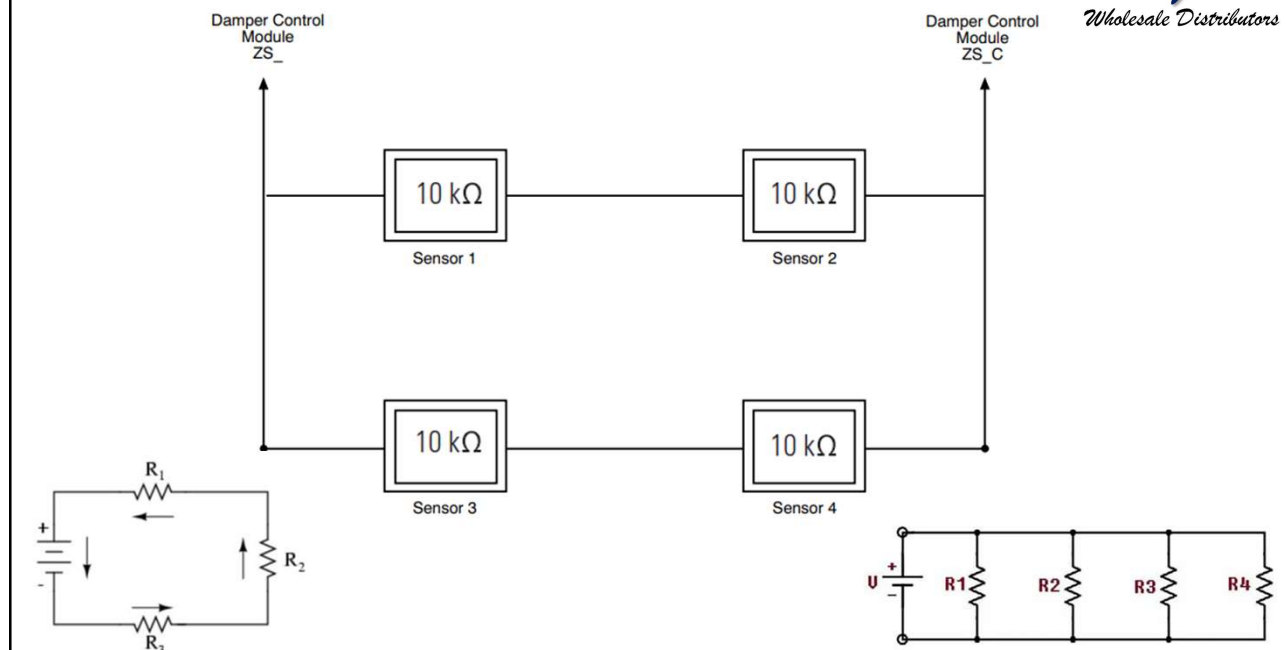 Damper Control
Module
ZS_
Damper Control
Module
ZS_C
Wholesale Distributors
10 kΩ
Sensor 1
10 kΩ
Sensor 2
10 kΩ
Sensor 3
10 kΩ
Sensor 4
R₁
+
-
R₂
R₃
U
+
-
R1
R2
R3
R4